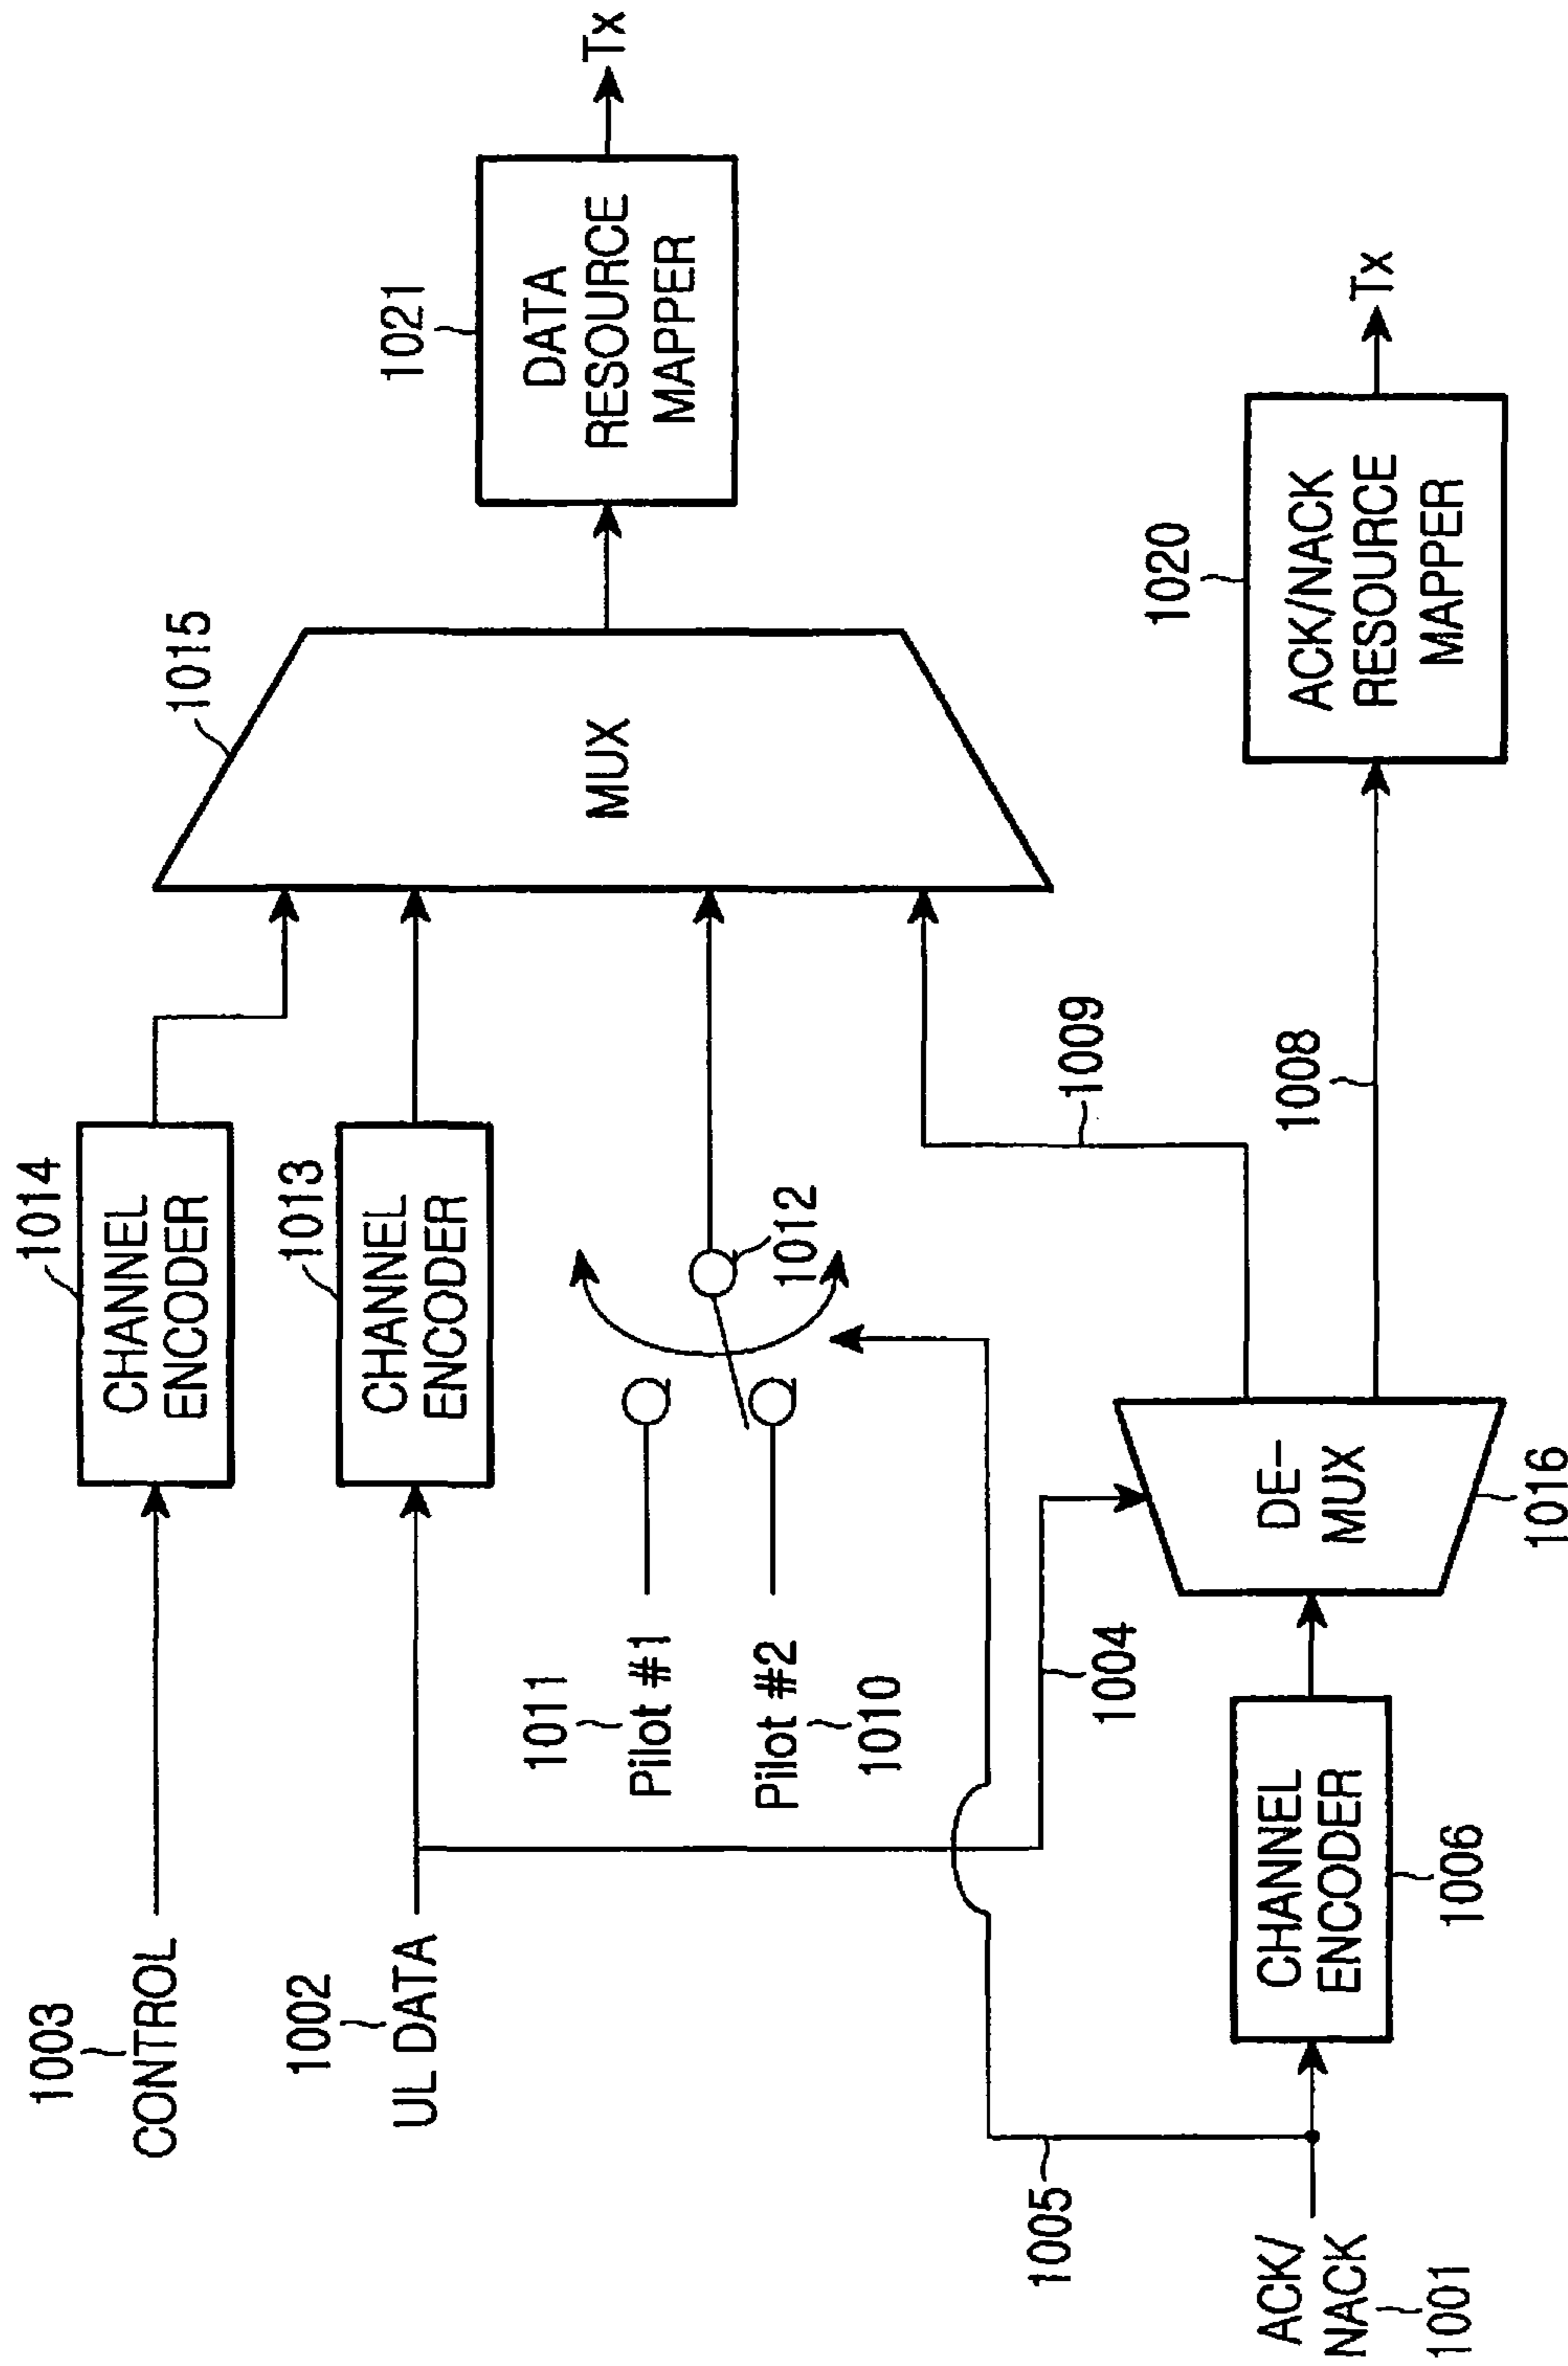 1003
CONTROL
1014
CHANNEL
ENCODER
1002
UL DATA
1013
CHANNEL
ENCODER
1011
Pilot #1
Pilot #2
1010
1012
1015
MUX
1021
DATA
RESOURCE
MAPPER
Tx
1005
1004
1009
ACK/
NACK
1001
CHANNEL
ENCODER
1006
DE-
MUX
1016
1008
1020
ACK/NACK
RESOURCE
MAPPER
Tx